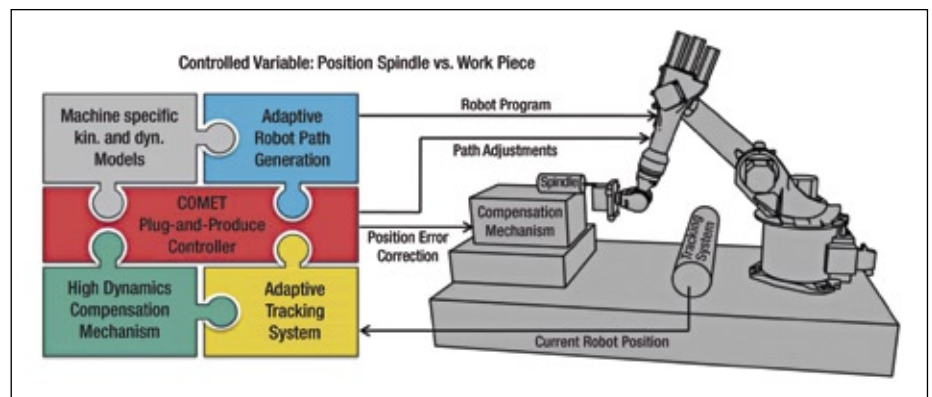 Controlled Variable: Position Spindle vs. Work Piece
Machine specific
kin. and dyn.
Models
Adaptive
Robot Path
Generation
COMET
Plug-and-Produce
Controller
High Dynamics
Compensation
Mechanism
Adaptive
Tracking
System
Robot Program
Path Adjustments
Position Error
Correction
Spindle
Compensation
Mechanism
Tracking
System
Current Robot Position